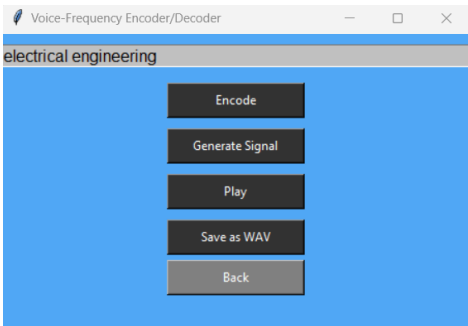 Voice-Frequency Encoder/Decoder
electrical engineering
Encode
Generate Signal
Play
Save as WAV
Back